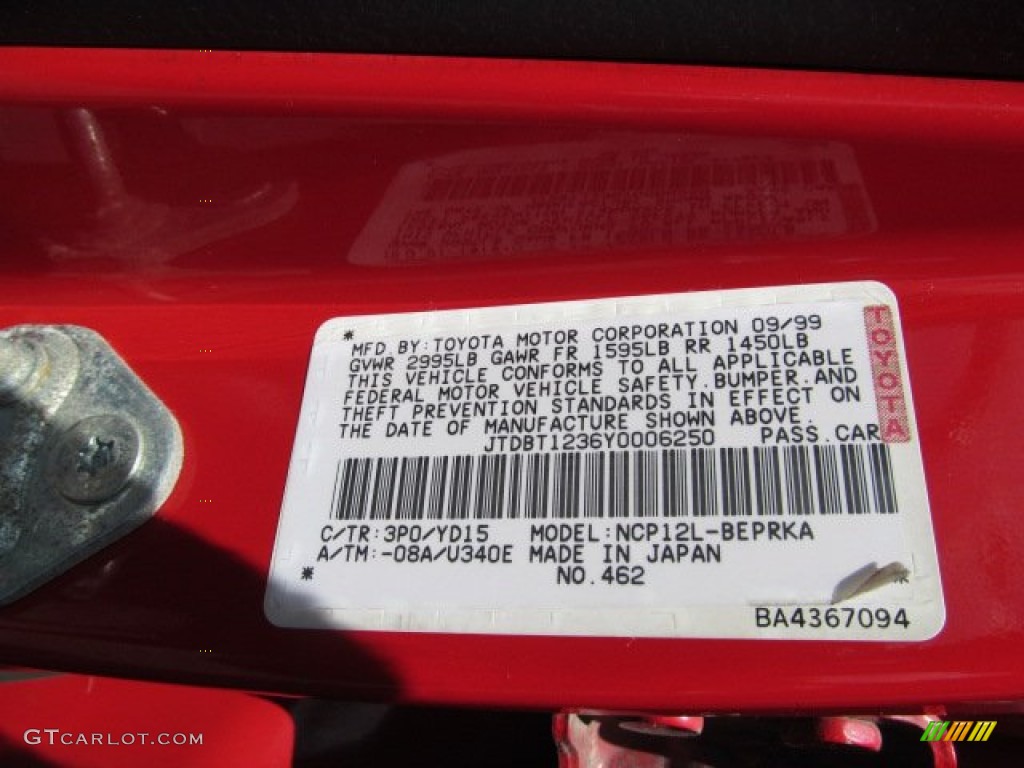 MFD BY:TOYOTA MOTOR CORPORATION 09/99
GVWR 2995LB GAWR FR 1595LB RR 1450LB
THIS VEHICLE CONFORMS TO ALL APPLICABLE
FEDERAL MOTOR VEHICLE SAFETY.BUMPER.AND
THEFT PREVENTION STANDARDS IN EFFECT ON
THE DATE OF MANUFACTURE SHOWN ABOVE.
JTDBT1236Y0006250 PASS.CAR
TOYOTA
C/TR:3P0/YD15 MODEL:NCP12L-BEPRKA
A/TM:-08A/U340E MADE IN JAPAN
NO.462
BA4367094
GTCARLOT.COM